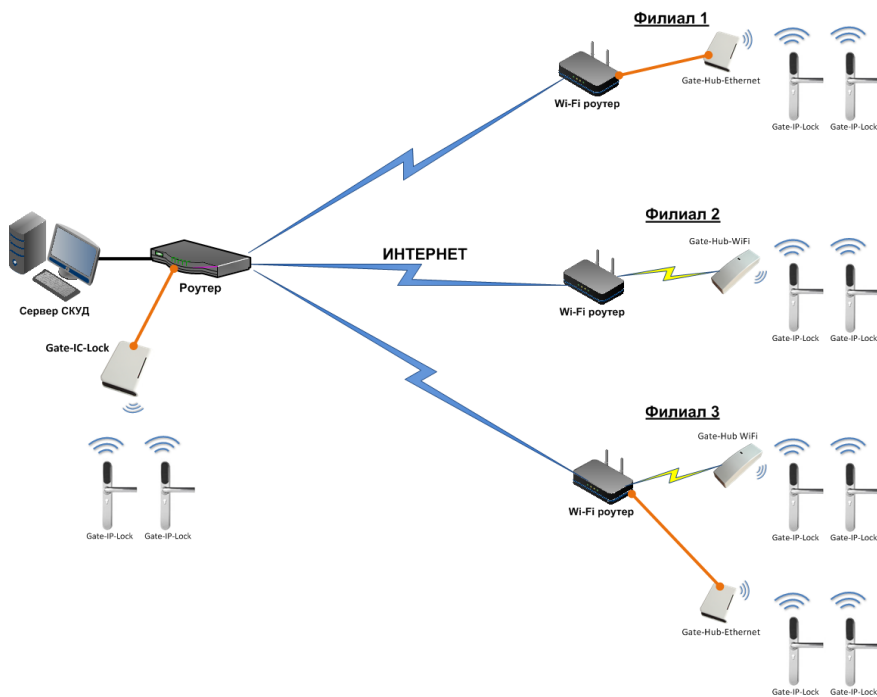 Филиал 1
Gate-Hub-Ethernet
Wi-Fi роутер
Gate-IP-Lock
Gate-IP-Lock
Филиал 2
Gate-Hub-WiFi
ИНТЕРНЕТ
Роутер
Сервер СКУД
Wi-Fi роутер
Gate-IP-Lock
Gate-IP-Lock
Gate-IC-Lock
Gate-IP-Lock
Gate-IP-Lock
Филиал 3
Gate-Hub WiFi
Wi-Fi роутер
Gate-IP-Lock
Gate-IP-Lock
Gate-Hub-Ethernet
Gate-IP-Lock
Gate-IP-Lock